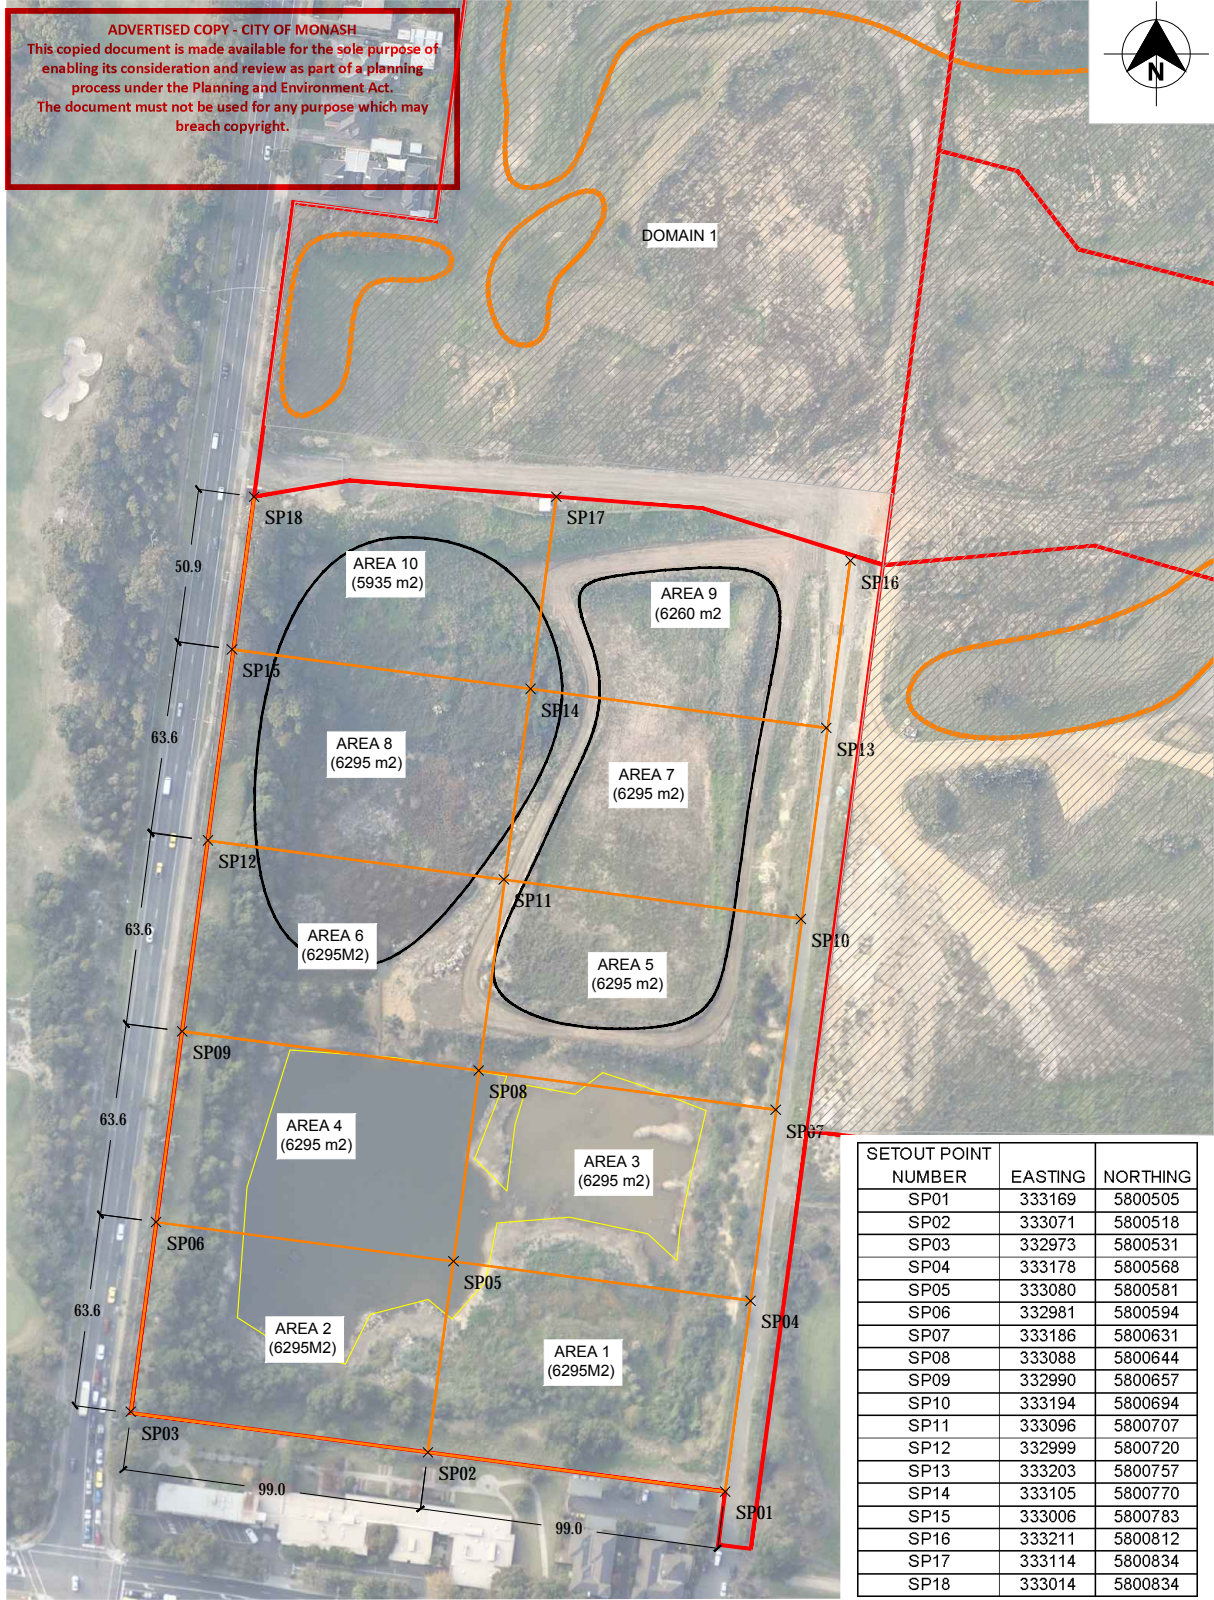 ADVERTISED COPY - CITY OF MONASH
This copied document is made available for the sole purpose of
enabling its consideration and review as part of a planning
process under the Planning and Environment Act.
The document must not be used for any purpose which may
breach copyright.
N
DOMAIN 1
SP18
SP17
SP16
50.9
AREA 10
(5935 m2)
AREA 9
(6260 m2
SP15
SP14
SP13
63.6
AREA 8
(6295 m2)
AREA 7
(6295 m2)
SP12
SP11
SP10
63.6
AREA 6
(6295M2)
AREA 5
(6295 m2)
SP09
SP08
SP07
63.6
AREA 4
(6295 m2)
AREA 3
(6295 m2)
SP06
SP05
SP04
63.6
AREA 2
(6295M2)
AREA 1
(6295M2)
SP03
SP02
SP01
99.0
99.0
SETOUT POINT
NUMBER EASTING NORTHING
SP01 333169 5800505
SP02 333071 5800518
SP03 332973 5800531
SP04 333178 5800568
SP05 333080 5800581
SP06 332981 5800594
SP07 333186 5800631
SP08 333088 5800644
SP09 332990 5800657
SP10 333194 5800694
SP11 333096 5800707
SP12 332999 5800720
SP13 333203 5800757
SP14 333105 5800770
SP15 333006 5800783
SP16 333211 5800812
SP17 333114 5800834
SP18 333014 5800834